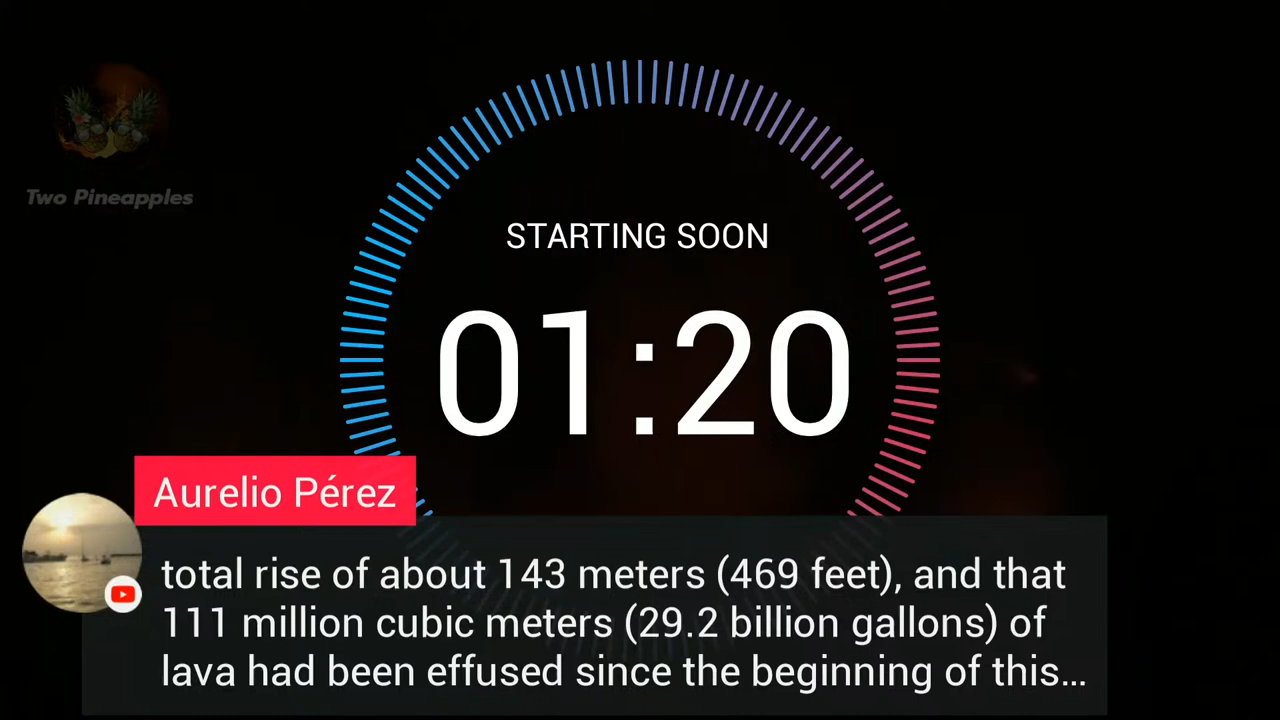 Two Pineapples
STARTING SOON
01:20
Aurelio Pérez
total rise of about 143 meters (469 feet), and that
111 million cubic meters (29.2 billion gallons) of
lava had been effused since the beginning of this...